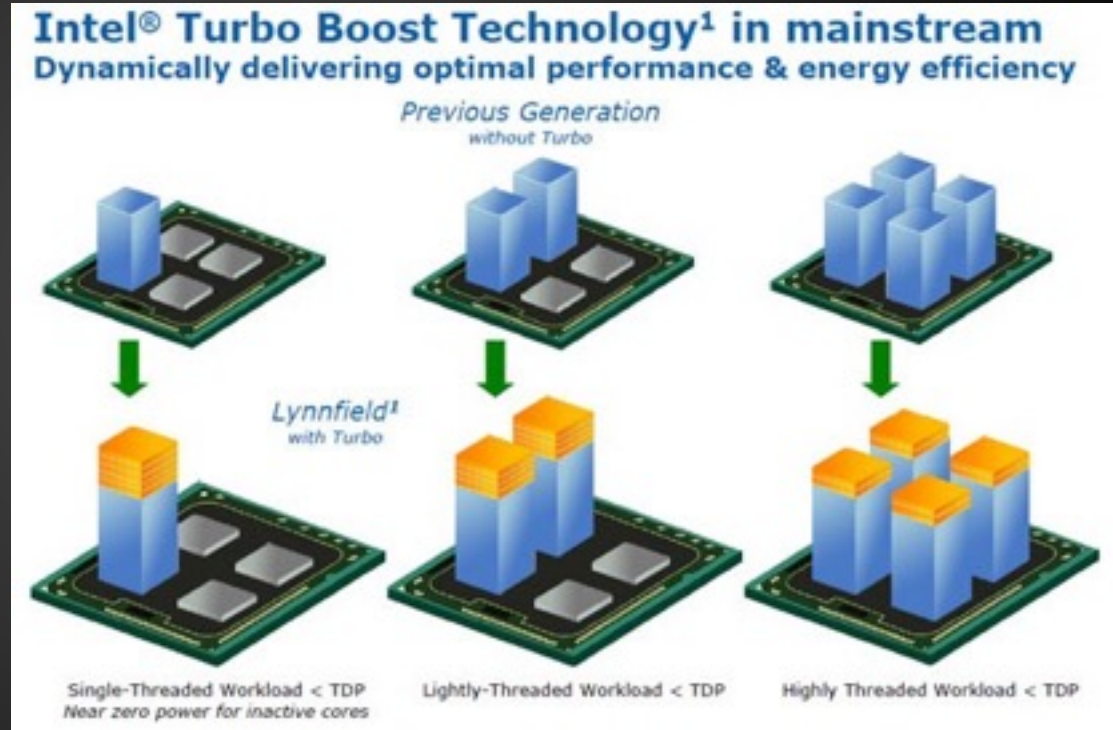 Intel® Turbo Boost Technology¹ in mainstream
Dynamically delivering optimal performance & energy efficiency
Previous Generation
without Turbo
Lynnfield¹
with Turbo
Single-Threaded Workload < TDP
Near zero power for inactive cores
Lightly-Threaded Workload < TDP
Highly Threaded Workload < TDP